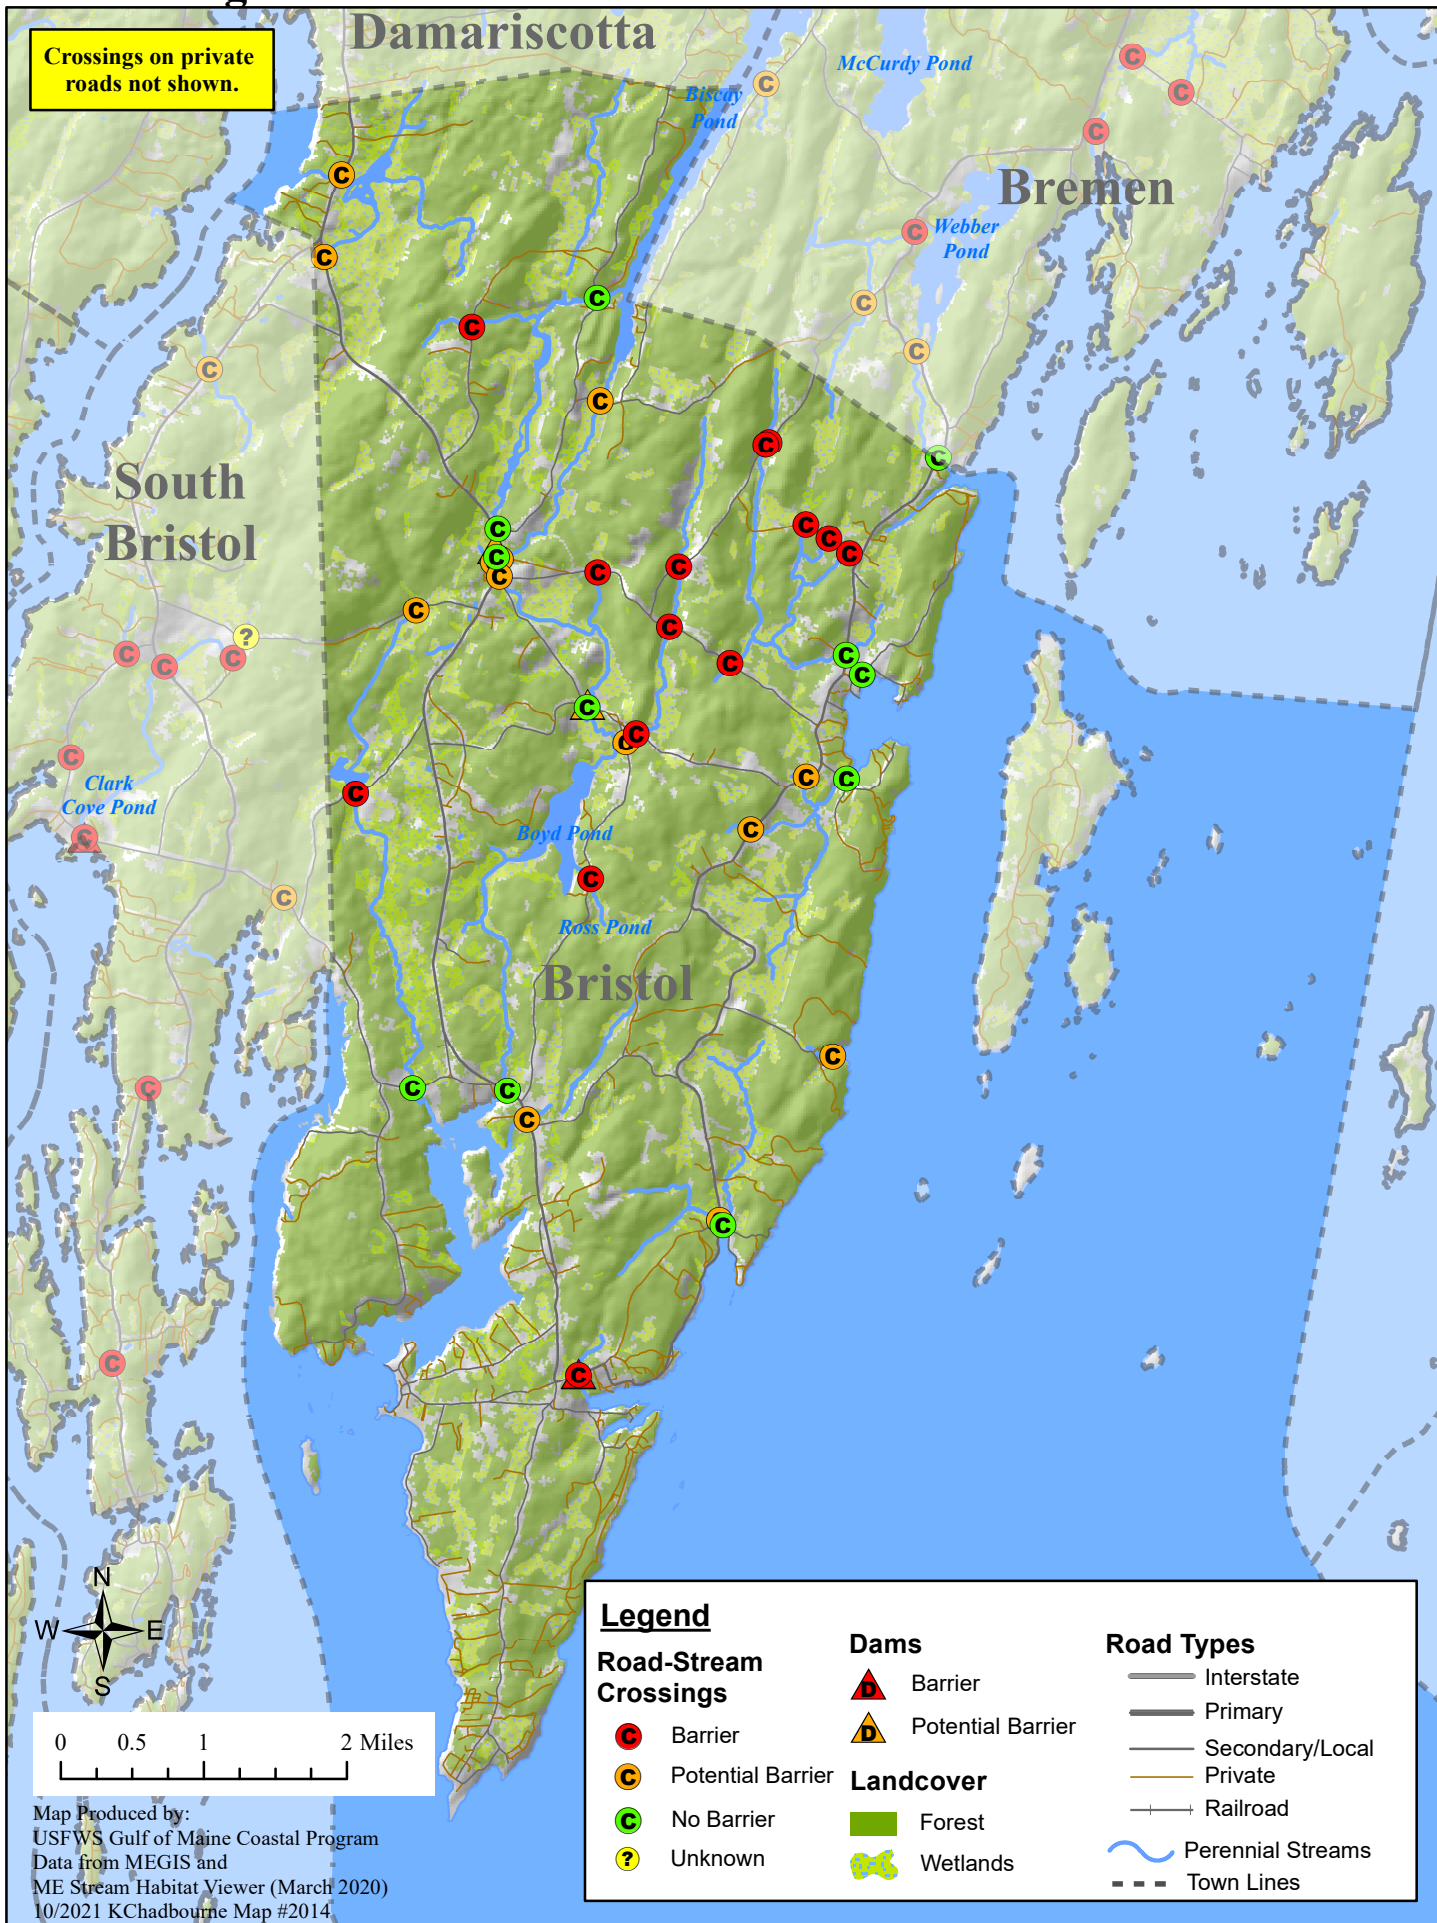 Crossings on private
roads not shown.
Damariscotta
McCurdy Pond
Biscay
Pond
Bremen
Webber
Pond
South
Bristol
Clark
Cove Pond
Boyd Pond
Ross Pond
Bristol
N
W E
S
0 0.5 1 2 Miles
Map Produced by:
USFWS Gulf of Maine Coastal Program
Data from MEGIS and
ME Stream Habitat Viewer (March 2020)
10/2021 KChadbourne Map #2014
Legend
Road-Stream
Crossings
C Barrier
C Potential Barrier
C No Barrier
? Unknown
Dams
D Barrier
D Potential Barrier
Landcover
Forest
Wetlands
Road Types
Interstate
Primary
Secondary/Local
Private
Railroad
Perennial Streams
Town Lines